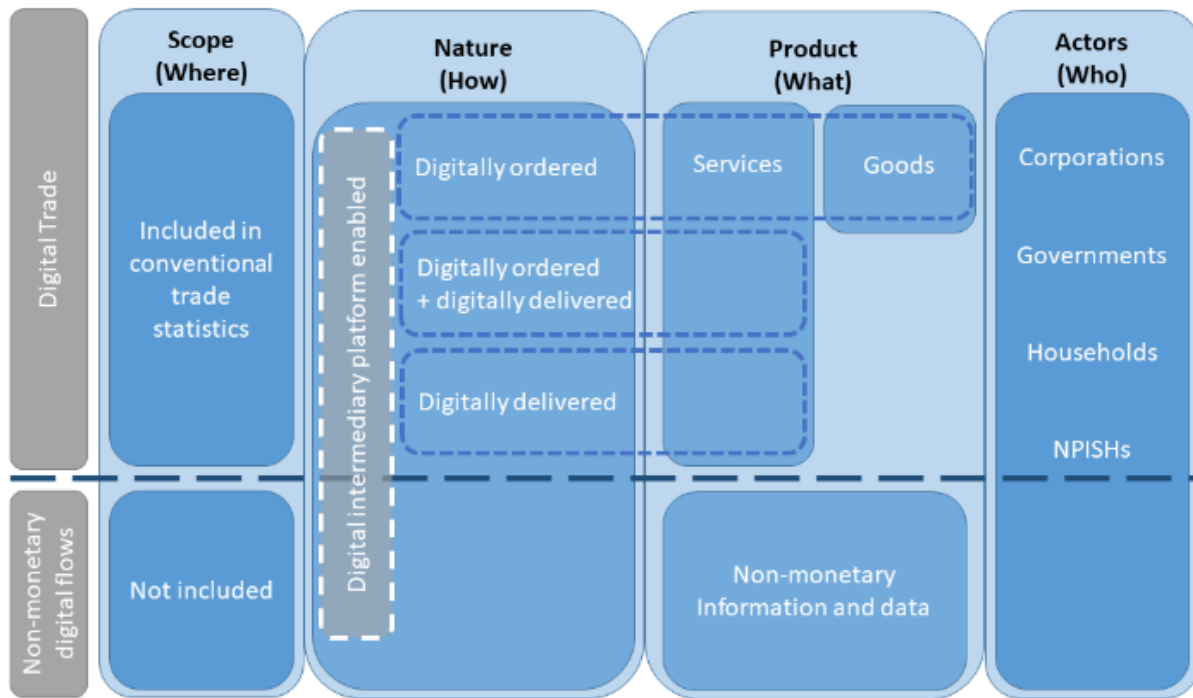 Scope
(Where)
Nature
(How)
Product
(What)
Actors
(Who)
Digital Trade
Included in
conventional
trade
statistics
Digital intermediary platform enabled
Digitally ordered
Services
Goods
Digitally ordered
+ digitally delivered
Digitally delivered
Corporations
Governments
Households
NPISHs
Non-monetary
digital flows
Not included
Non-monetary
Information and data